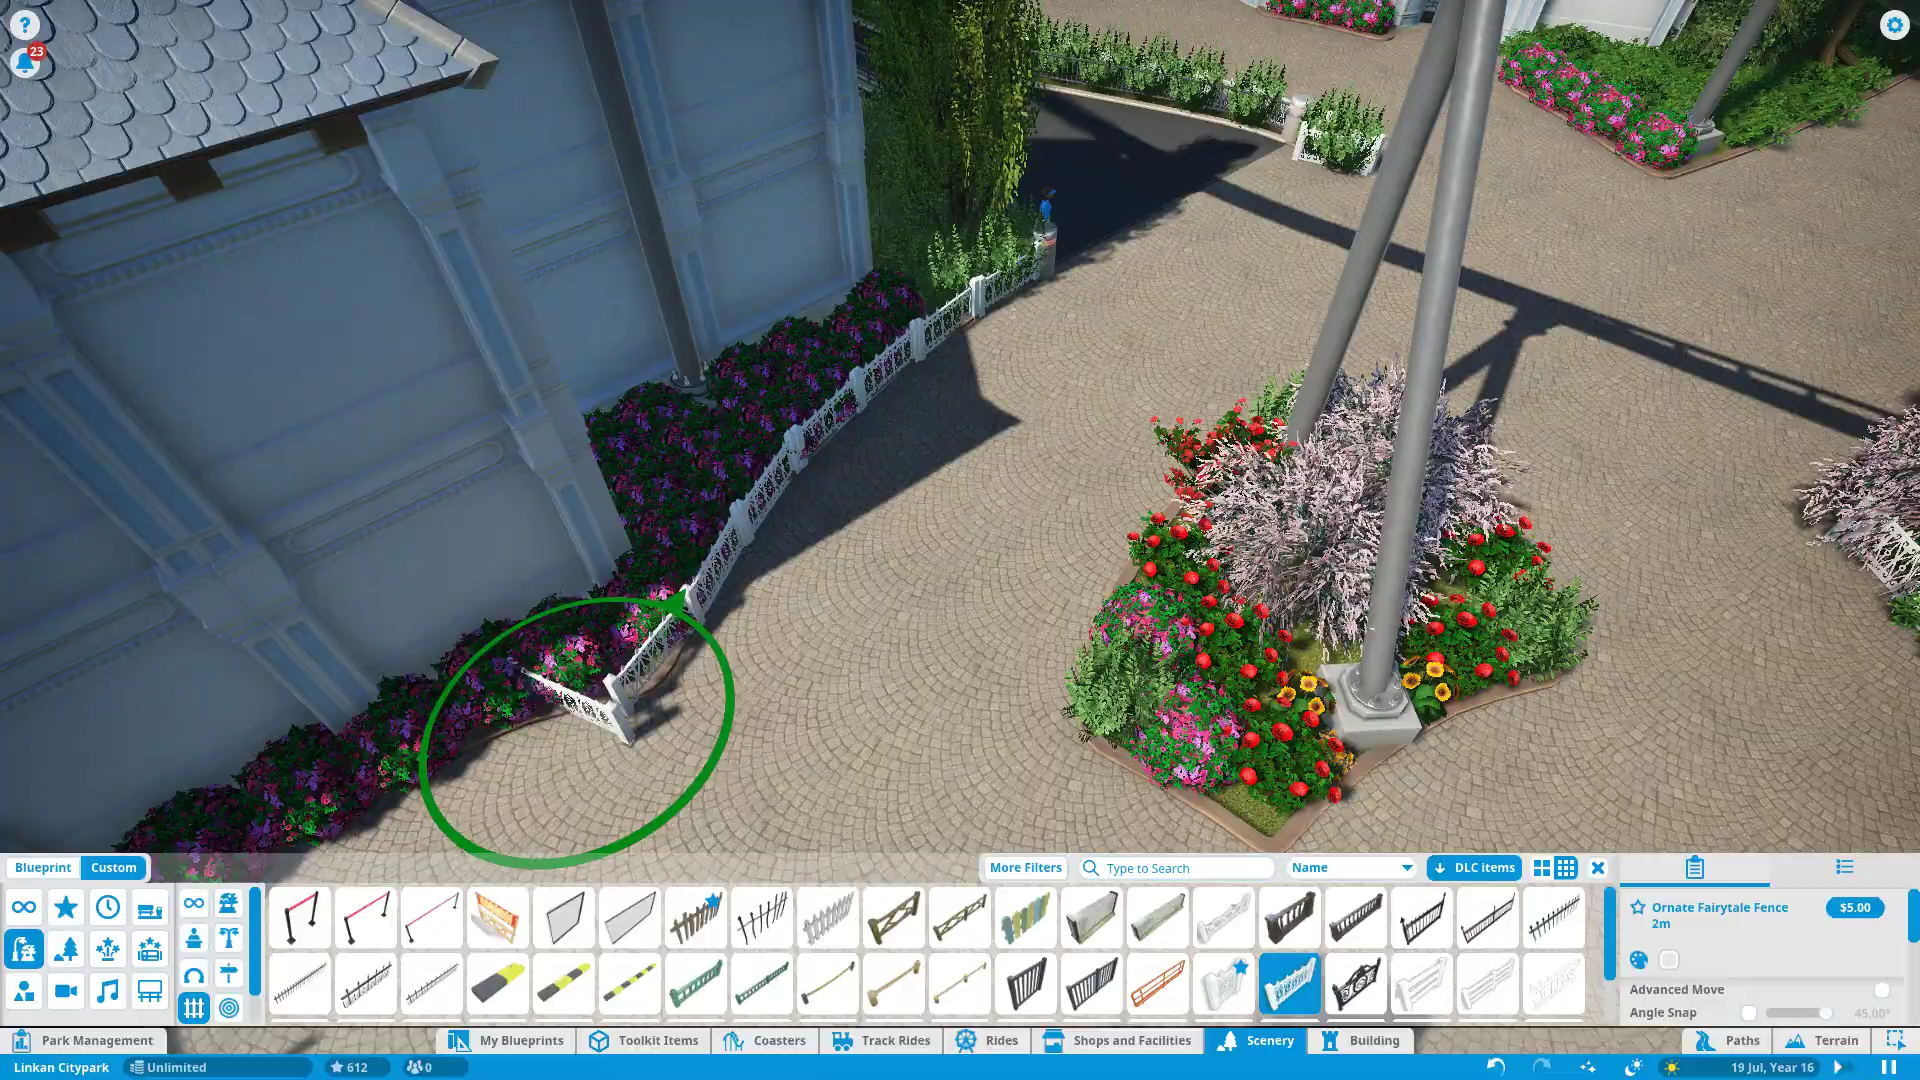 ?
23
Blueprint
Custom
More Filters
Type to Search
Name
DLC items
Ornate Fairytale Fence
2m
$5.00
Advanced Move
Angle Snap
45.00°
Park Management
My Blueprints
Toolkit Items
Coasters
Track Rides
Rides
Shops and Facilities
Scenery
Building
Paths
Terrain
Linkan Citypark
Unlimited
612
0
19 Jul, Year 16